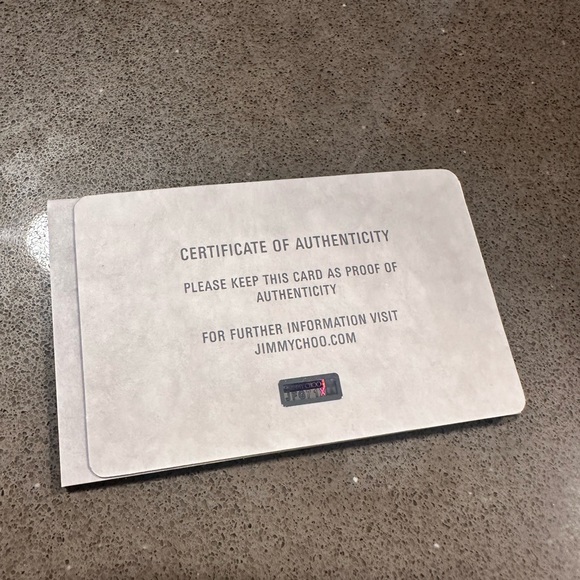 CERTIFICATE OF AUTHENTICITY
PLEASE KEEP THIS CARD AS PROOF OF
AUTHENTICITY
FOR FURTHER INFORMATION VISIT
JIMMYCHOO.COM